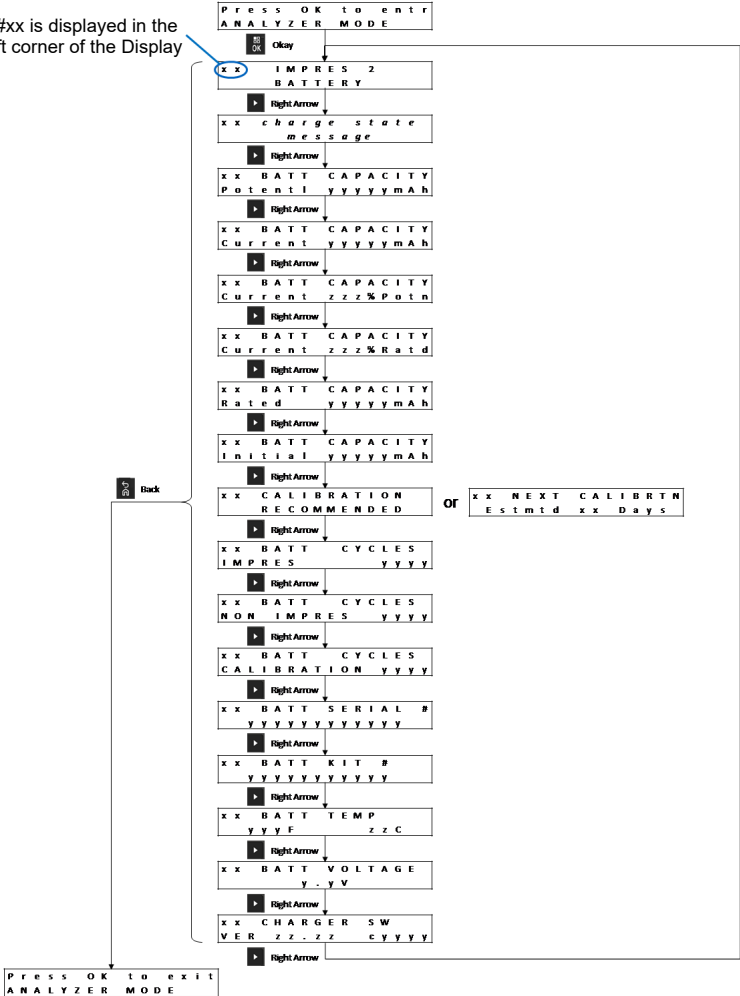 Press OK to entr
ANALYZER MODE
#xx is displayed in the
ft corner of the Display
OK Okay
xx IMPRES 2
BATTERY
Right Arrow
xx charge state
message
Right Arrow
xx BATT CAPACITY
Potentl yyyyymAh
Right Arrow
xx BATT CAPACITY
Current yyyyymAh
Right Arrow
xx BATT CAPACITY
Current zzz%Potn
Right Arrow
xx BATT CAPACITY
Current zzz%Ratd
Right Arrow
xx BATT CAPACITY
Rated yyyyymAh
Right Arrow
xx BATT CAPACITY
Initial yyyyymAh
Right Arrow
Back
xx CALIBRATION
RECOMMENDED
or
xx NEXT CALIBRTN
Estmtd xx Days
Right Arrow
xx BATT CYCLES
IMPRES yyyy
Right Arrow
xx BATT CYCLES
NON IMPRES yyyy
Right Arrow
xx BATT CYCLES
CALIBRATION yyyy
Right Arrow
xx BATT SERIAL #
yyyyyyyyyyyy
Right Arrow
xx BATT KIT #
yyyyyyyyyy
Right Arrow
xx BATT TEMP
yyyF zzC
Right Arrow
xx BATT VOLTAGE
y.yV
Right Arrow
xx CHARGER SW
VER zz.zz cyyyy
Right Arrow
Press OK to exit
ANALYZER MODE